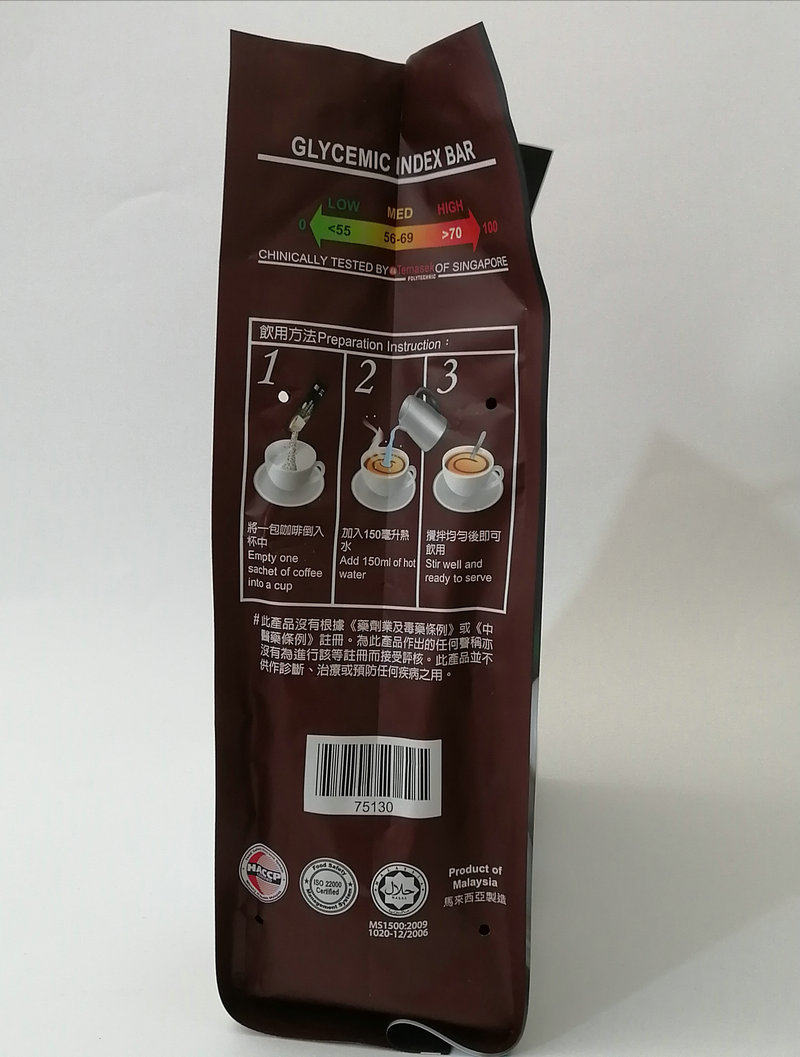 GLYCEMIC INDEX BAR
LOW MED HIGH
0 <55 56-69 >70 100
CHINICALLY TESTED BY Temasek OF SINGAPORE
POLYTECHNIC
飲用方法Preparation Instruction :
1 2 3
將一包咖啡倒入
杯中
Empty one
sachet of coffee
into a cup
加入150毫升熱
水
Add 150ml of hot
water
攪拌均勻後即可
飲用
Stir well and
ready to serve
#此產品沒有根據《藥劑業及毒藥條例》或《中
醫藥條例》註冊。為此產品作出的任何聲稱亦
沒有為進行該等註冊而接受評核。此產品並不
供作診斷、治療或預防任何疾病之用。
75130
HACCP
Food Safety
ISO 22000
Certified
Management System
حلال
HALAL
MS1500:2009
1020-12/2006
Product of
Malaysia
馬來西亞製造